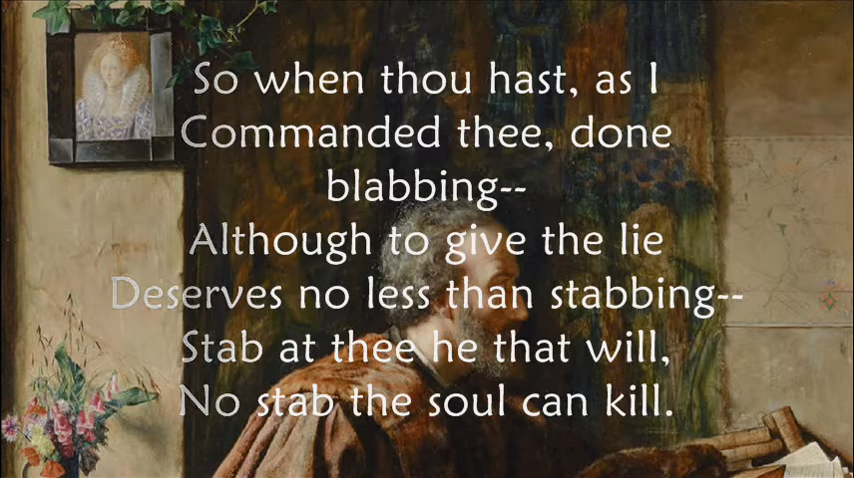 So when thou hast, as I
Commanded thee, done
blabbing--
Although to give the lie
Deserves no less than stabbing--
Stab at thee he that will,
No stab the soul can kill.